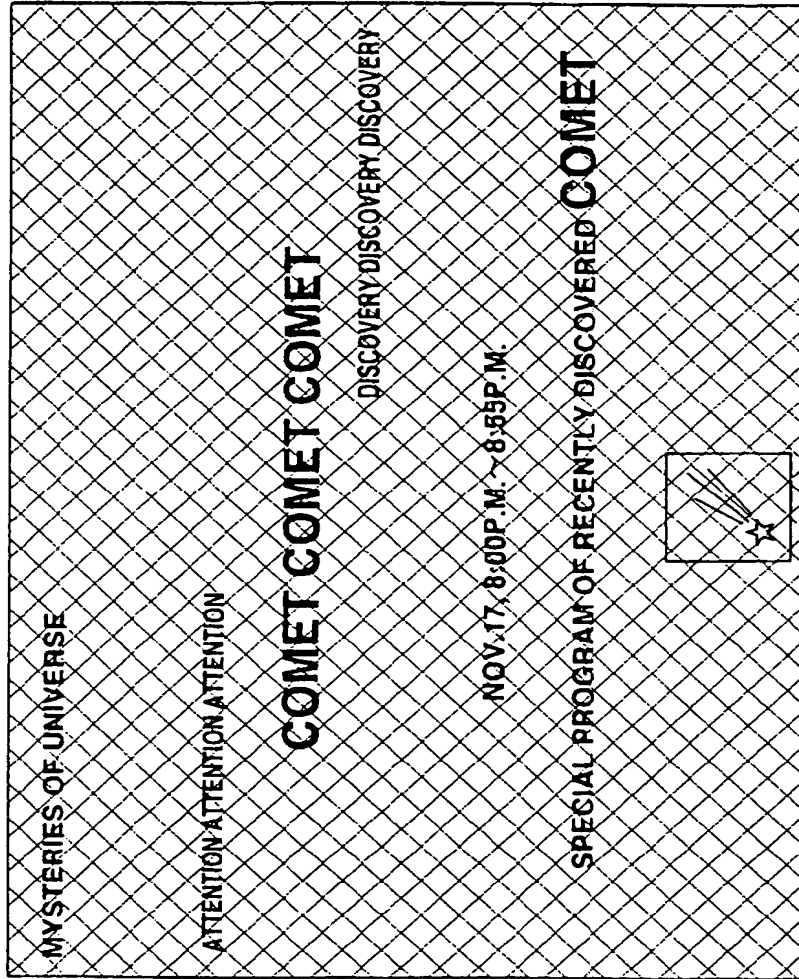 MYSTERIES OF UNIVERSE
ATTENTION ATTENTION ATTENTION
COMET COMET COMET
DISCOVERY DISCOVERY DISCOVERY
NOV. 17, 8:00P.M.~8:55P.M.
SPECIAL PROGRAM OF RECENTLY DISCOVERED COMET